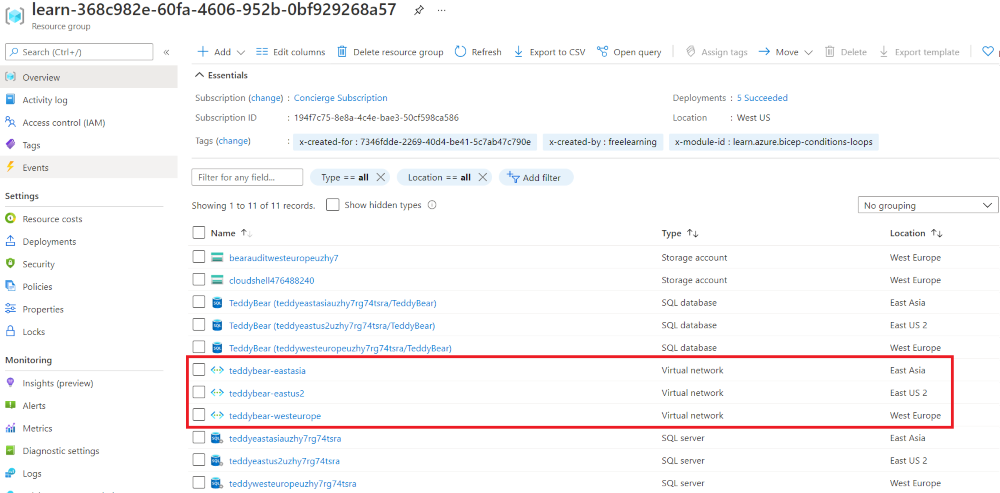 learn-368c982e-60fa-4606-952b-0bf929268a57
Resource group
Search (Ctrl+/)
Add
Edit columns
Delete resource group
Refresh
Export to CSV
Open query
Assign tags
Move
Delete
Export template
Overview
Activity log
Access control (IAM)
Tags
Events
Settings
Resource costs
Deployments
Security
Policies
Properties
Locks
Monitoring
Insights (preview)
Alerts
Metrics
Diagnostic settings
Logs
Essentials
Subscription (change) : Concierge Subscription
Deployments : 5 Succeeded
Subscription ID : 194f7c75-8e8a-4c4e-bae3-50cf598ca586
Location : West US
Tags (change) : x-created-for : 7346fdde-2269-40d4-be41-5c7ab47c790e x-created-by : freelearning x-module-id : learn.azure.bicep-conditions-loops
Filter for any field... Type == all Location == all Add filter
Showing 1 to 11 of 11 records. Show hidden types No grouping
Name Type Location
bearauditwesteuropeuzhy7 Storage account West Europe
cloudshell476488240 Storage account West Europe
TeddyBear (teddyeastasiauzhy7rg74tsra/TeddyBear) SQL database East Asia
TeddyBear (teddyeastus2uzhy7rg74tsra/TeddyBear) SQL database East US 2
TeddyBear (teddywesteuropeuzhy7rg74tsra/TeddyBear) SQL database West Europe
teddybear-eastasia Virtual network East Asia
teddybear-eastus2 Virtual network East US 2
teddybear-westeurope Virtual network West Europe
teddyeastasiauzhy7rg74tsra SQL server East Asia
teddyeastus2uzhy7rg74tsra SQL server East US 2
teddywesteuropeuzhy7rg74tsra SQL server West Europe